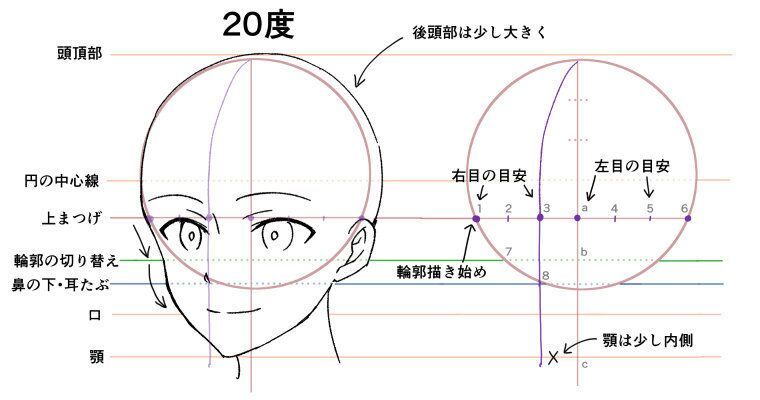 20度
後頭部は少し大きく
頭頂部
円の中心線
右目の目安
左目の目安
上まつげ
1 2 3 a 4 5 6
輪郭の切り替え
7
b
輪郭描き始め
鼻の下・耳たぶ
8
口
顎は少し内側
顎
c